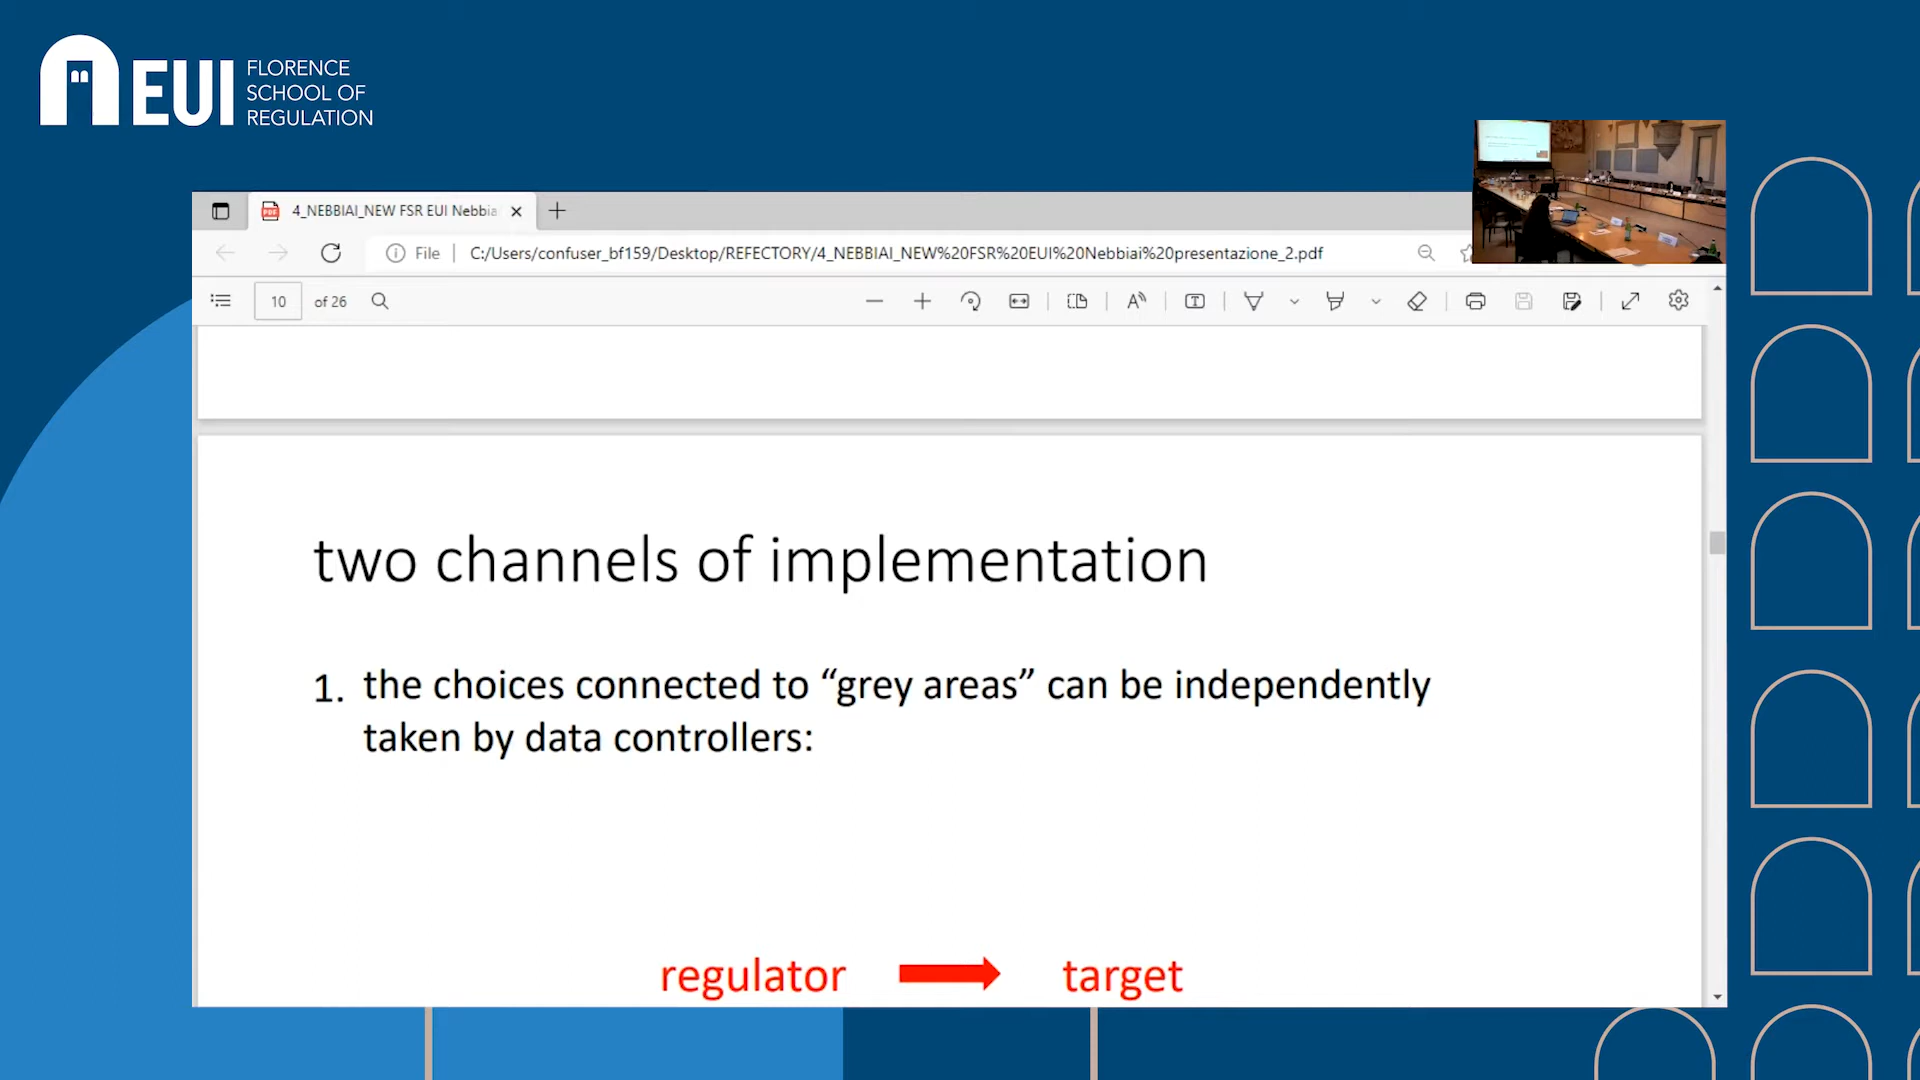 EUI
FLORENCE
SCHOOL OF
REGULATION
4_NEBBIAI_NEW FSR EUI Nebbia
File
C:/Users/confuser_bf159/Desktop/REFECTORY/4_NEBBIAI_NEW%20FSR%20EUI%20Nebbiai%20presentazione_2.pdf
10 of 26
two channels of implementation
1. the choices connected to “grey areas” can be independently
taken by data controllers:
regulator target